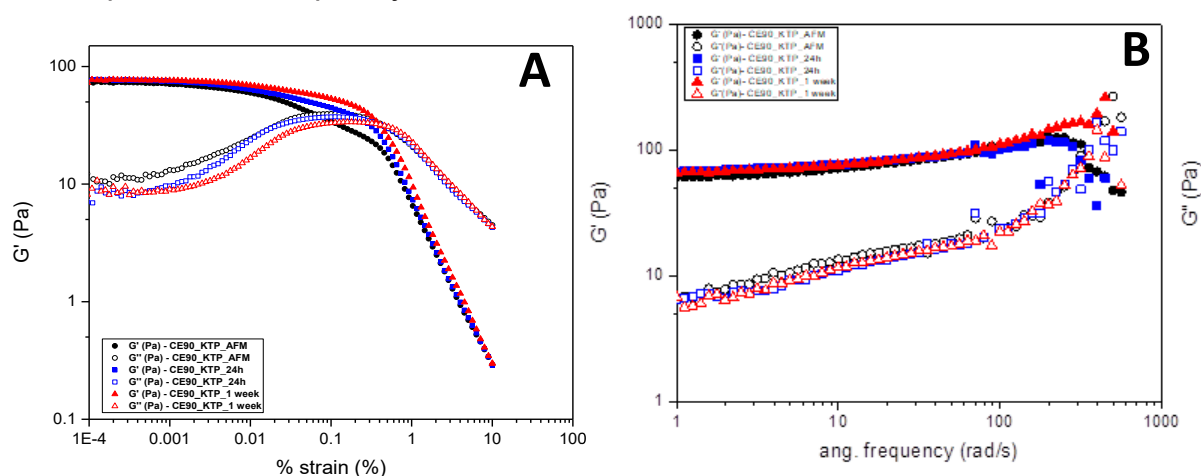 A
G' (Pa)
100
10
1
0.1
G' (Pa) - CE90_KTP_AFM
G'' (Pa) - CE90_KTP_AFM
G' (Pa) - CE90_KTP_24h
G'' (Pa) - CE90_KTP_24h
G' (Pa) - CE90_KTP_1 week
G'' (Pa) - CE90_KTP_1 week
1E-4 0.001 0.01 0.1 1 10 100
% strain (%)
B
G' (Pa)
G'' (Pa)
1000
100
10
1
G' (Pa)- CE90_KTP_AFM
G''(Pa)- CE90_KTP_AFM
G' (Pa)- CE90_KTP_24h
G''(Pa)- CE90_KTP_24h
G' (Pa)- CE90_KTP_1 week
G''(Pa)- CE90_KTP_1 week
1 10 100 1000
ang. frequency (rad/s)